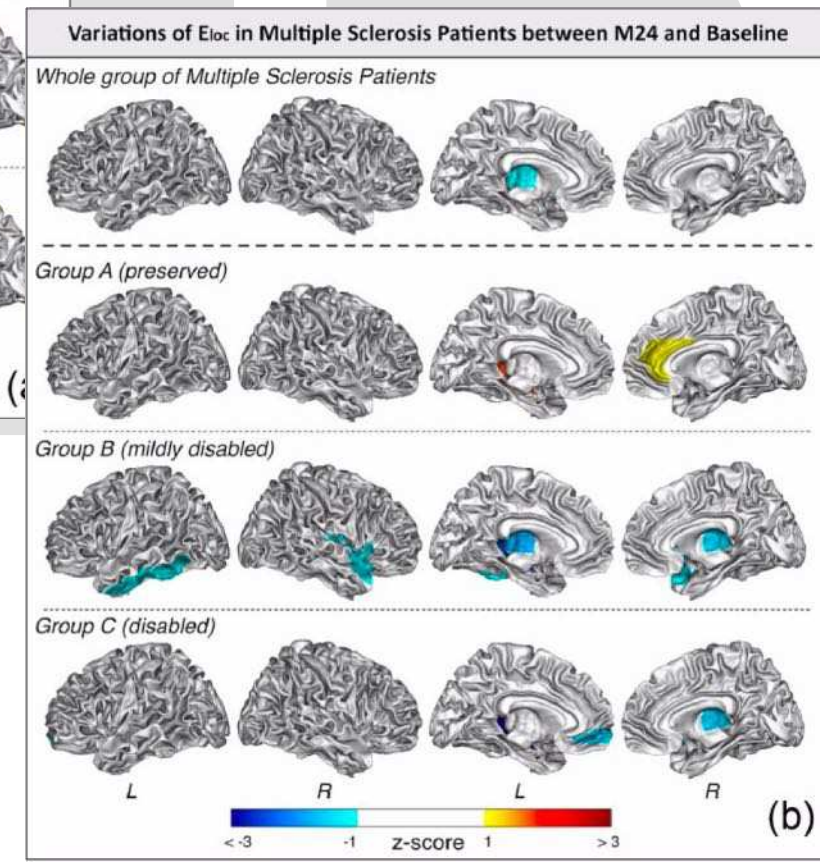 Variations of Eloc in Multiple Sclerosis Patients between M24 and Baseline
Whole group of Multiple Sclerosis Patients
Group A (preserved)
Group B (mildly disabled)
Group C (disabled)
L R L R
< -3 -1 z-score 1 > 3
(b)